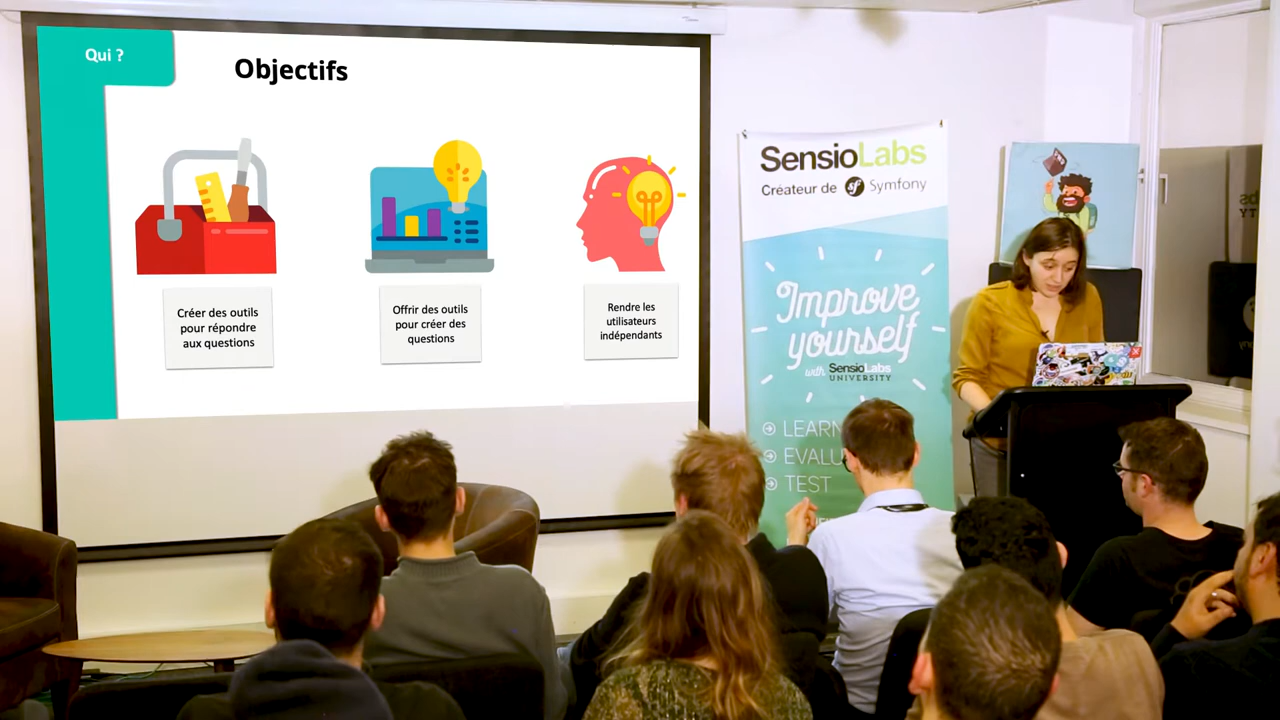 Qui ?
Objectifs
Créer des outils
pour répondre
aux questions
Offrir des outils
pour créer des
questions
Rendre les
utilisateurs
indépendants
SensioLabs
Créateur de sf Symfony
Improve
yourself
with SensioLabs
UNIVERSITY
LEARN
EVALU
TEST